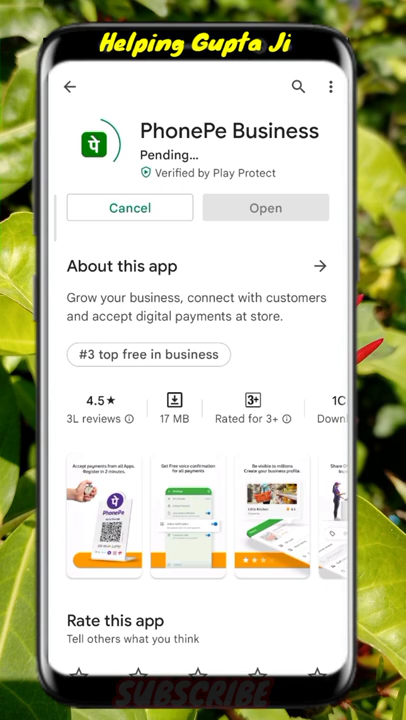 Helping Gupta Ji
पे
PhonePe Business
Pending...
Verified by Play Protect
Cancel
Open
About this app
Grow your business, connect with customers
and accept digital payments at store.
#3 top free in business
4.5★
3L reviews
17 MB
3+
Rated for 3+
1C
Downl
Accept payments from all Apps.
Register in 2 minutes.
पे
PhonePe
Get Free voice confirmation
for all payments
Be visible to millions
Create your business profile.
Share O
Rate this app
Tell others what you think
SUBSCRIBE